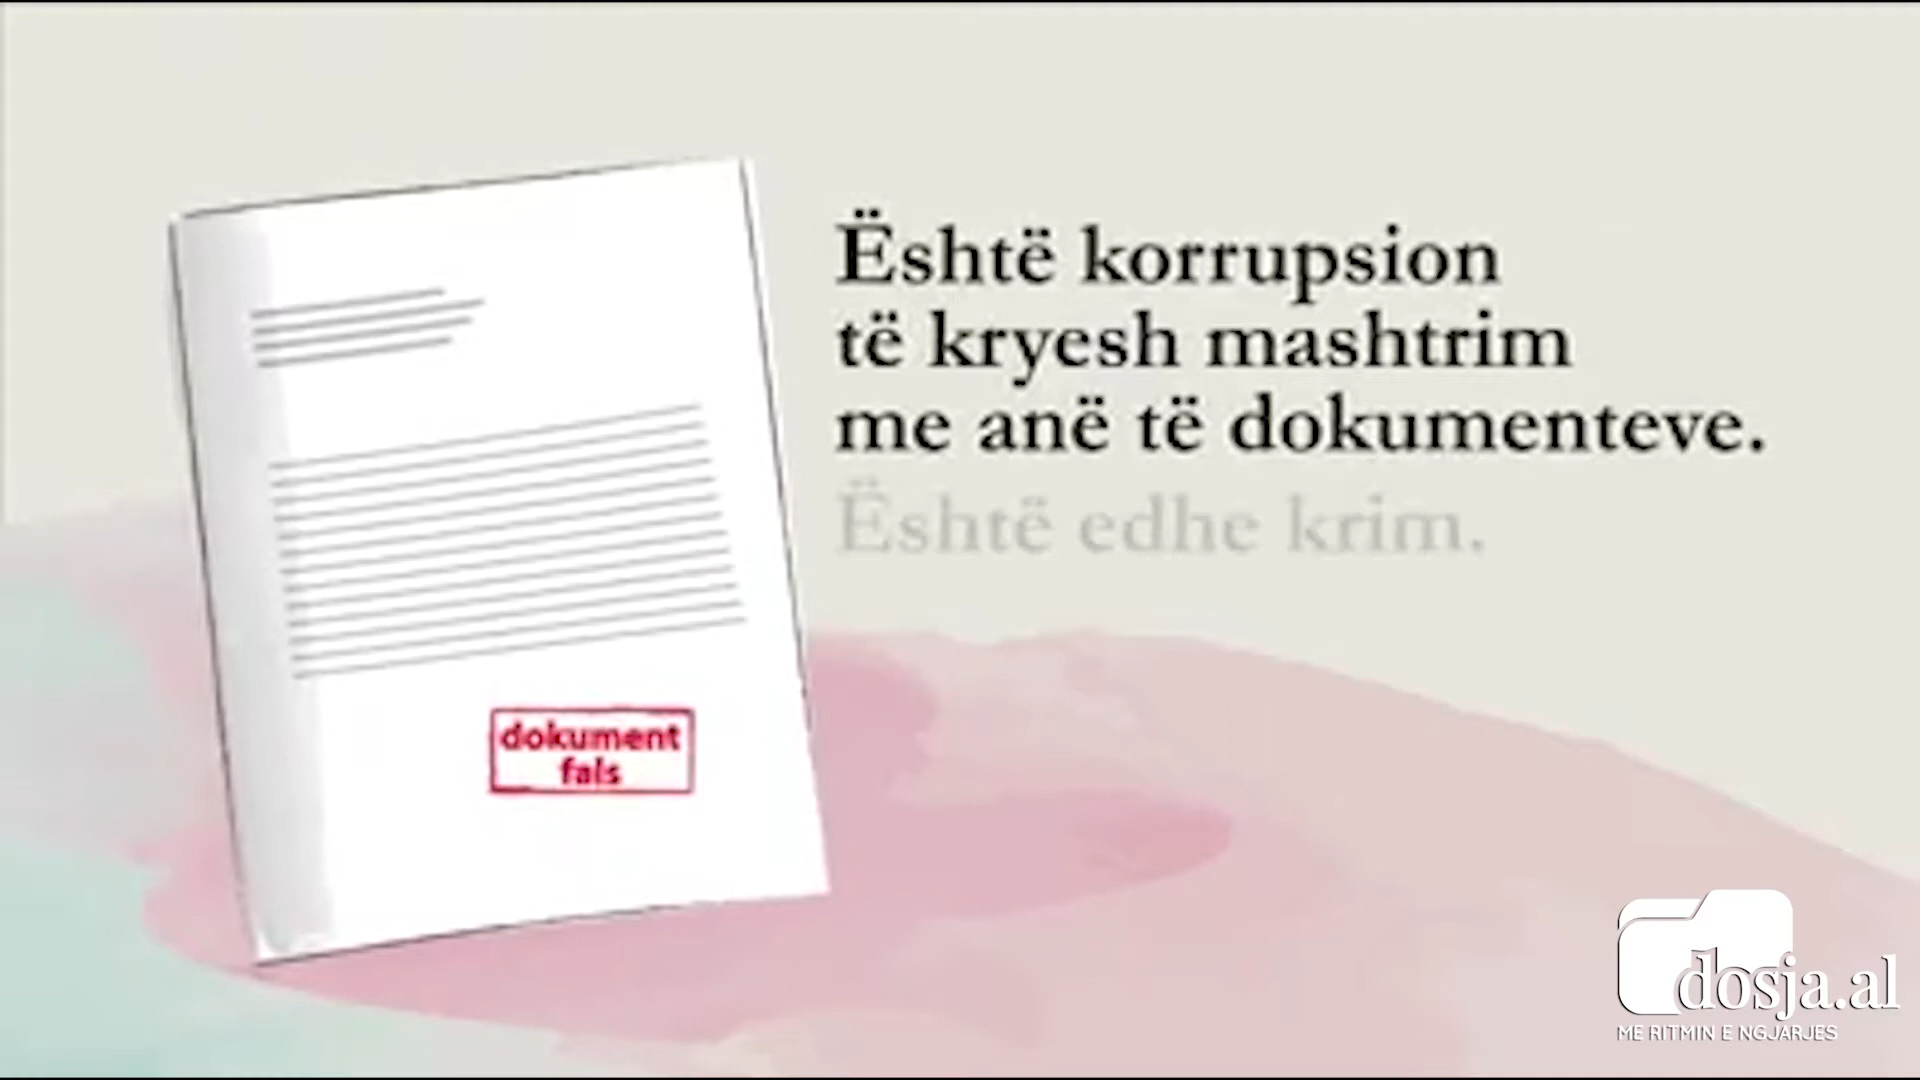 Është korrupsion
të kryesh mashtrim
me anë të dokumenteve.
Është edhe krim.
dokument
fals
dosja.al
ME RITMIN E NGJARJES